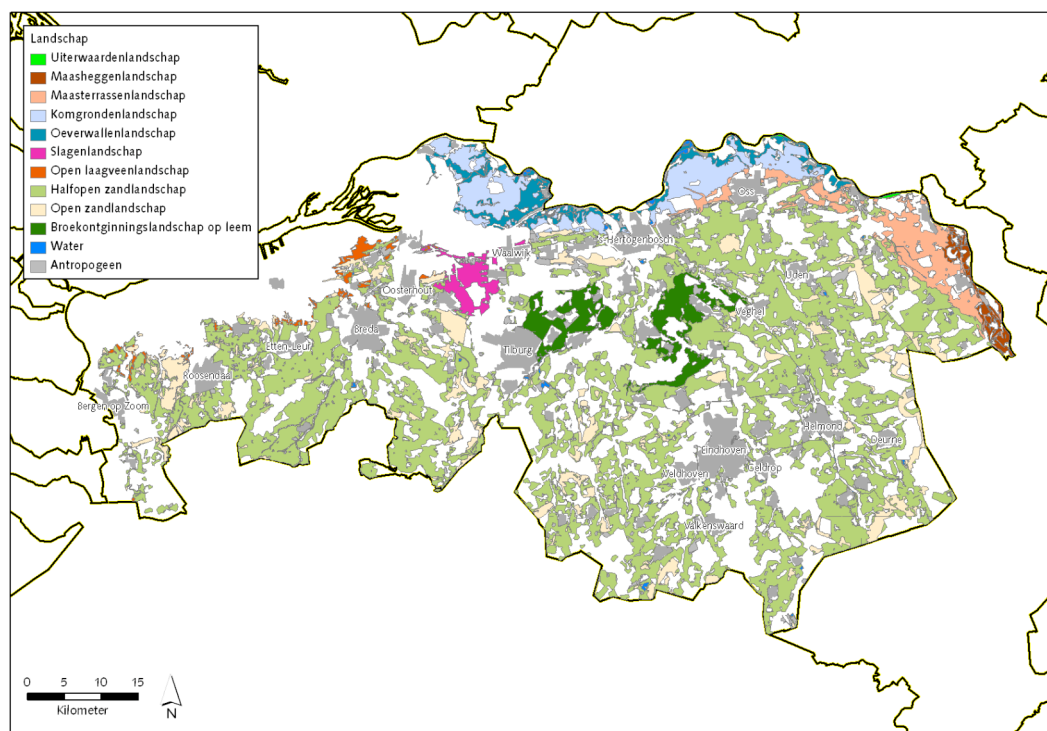 Landschap
Uiterwaardenlandschap
Maasheggenlandschap
Maasterrassenlandschap
Komgrondenlandschap
Oeverwallenlandschap
Slagenlandschap
Open laagveenlandschap
Halfopen zandlandschap
Open zandlandschap
Broekontginningslandschap op leem
Water
Antropogeen
Oss
's-Hertogenbosch
Waalwijk
Uden
Oosterhout
Veghel
Breda
Etten-Leur
Tilburg
Roosendaal
Bergen op Zoom
Helmond
Deurne
Eindhoven
Geldrop
Veldhoven
Valkenswaard
0 5 10 15
Kilometer
N